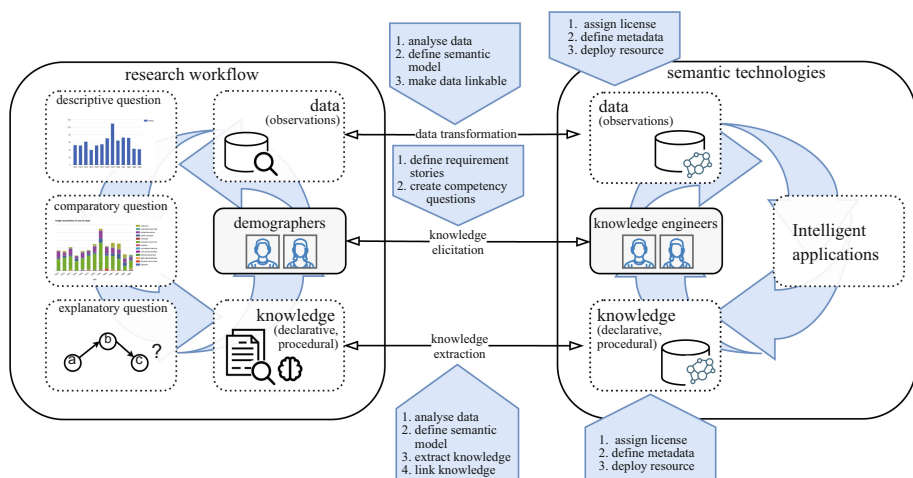 1. analyse data
2. define semantic
model
3. make data linkable
1. assign license
2. define metadata
3. deploy resource
research workflow
semantic technologies
descriptive question
data
(observations)
data transformation
data
(observations)
1. define requirement
stories
2. create competency
questions
comparatory question
demographers
knowledge
elicitation
knowledge engineers
Intelligent
applications
explanatory question
a
b
c
?
knowledge
(declarative,
procedural)
knowledge
extraction
knowledge
(declarative,
procedural)
1. analyse data
2. define semantic
model
3. extract knowledge
4. link knowledge
1. assign license
2. define metadata
3. deploy resource